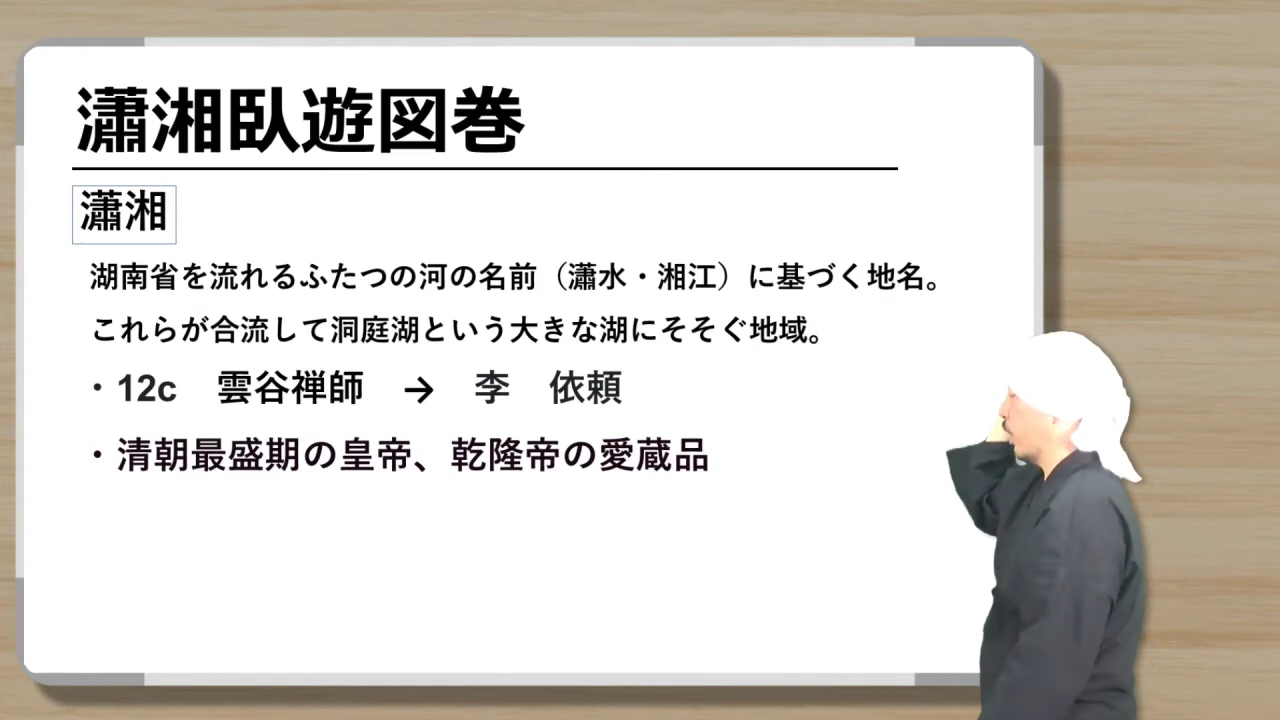 瀟湘臥遊図巻
瀟湘
湖南省を流れるふたつの河の名前（瀟水・湘江）に基づく地名。
これらが合流して洞庭湖という大きな湖にそそぐ地域。
・12c　雲谷禅師　→　李　依頼
・清朝最盛期の皇帝、乾隆帝の愛蔵品